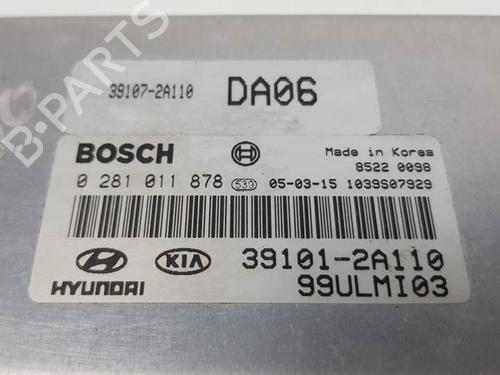 39107-2A110 DA06
BOSCH Made in Korea
8522 0098
0 281 011 878 539 05-03-15 1039S07929
HYUNDAI KIA 39101-2A110
99ULMI03
B-PARTS